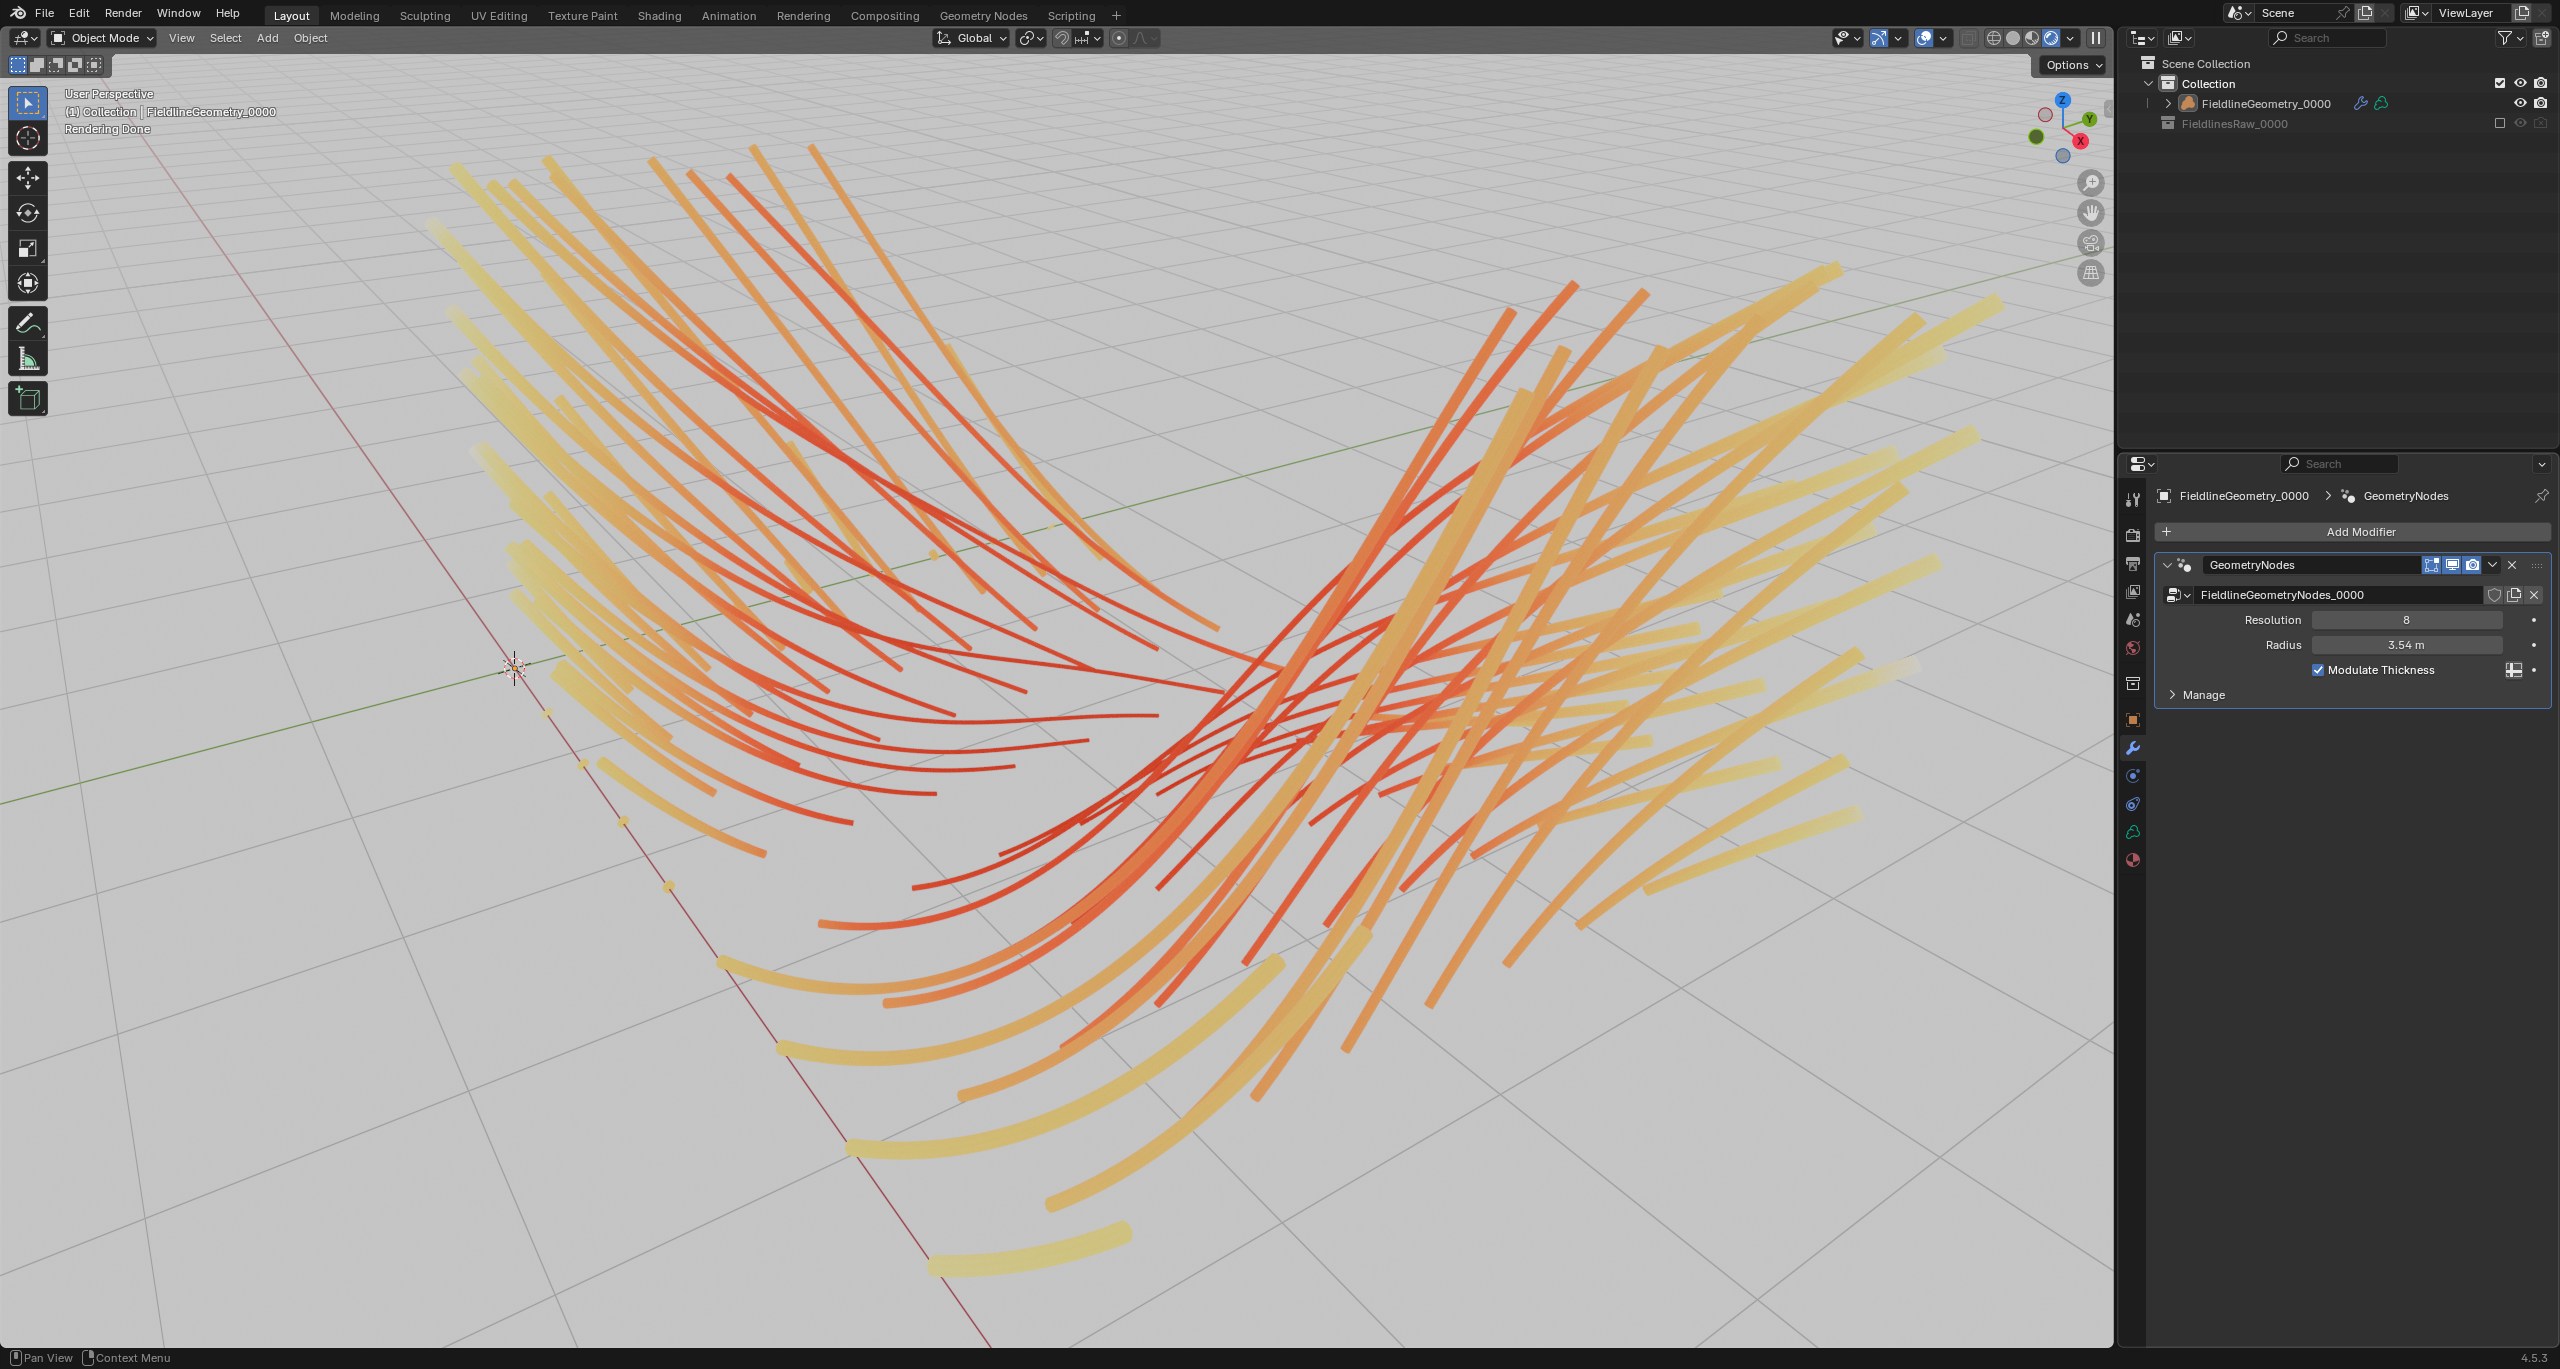 File Edit Render Window Help Layout Modeling Sculpting UV Editing Texture Paint Shading Animation Rendering Compositing Geometry Nodes Scripting + Scene ViewLayer
Object Mode View Select Add Object Global Search
Options
User Perspective
(1) Collection | FieldlineGeometry_0000
Rendering Done
Z
Y
X
Scene Collection
Collection
FieldlineGeometry_0000
FieldlinesRaw_0000
Search
FieldlineGeometry_0000 > GeometryNodes
+ Add Modifier
GeometryNodes
FieldlineGeometryNodes_0000
Resolution 8
Radius 3.54 m
Modulate Thickness
Manage
Pan View Context Menu 4.5.3